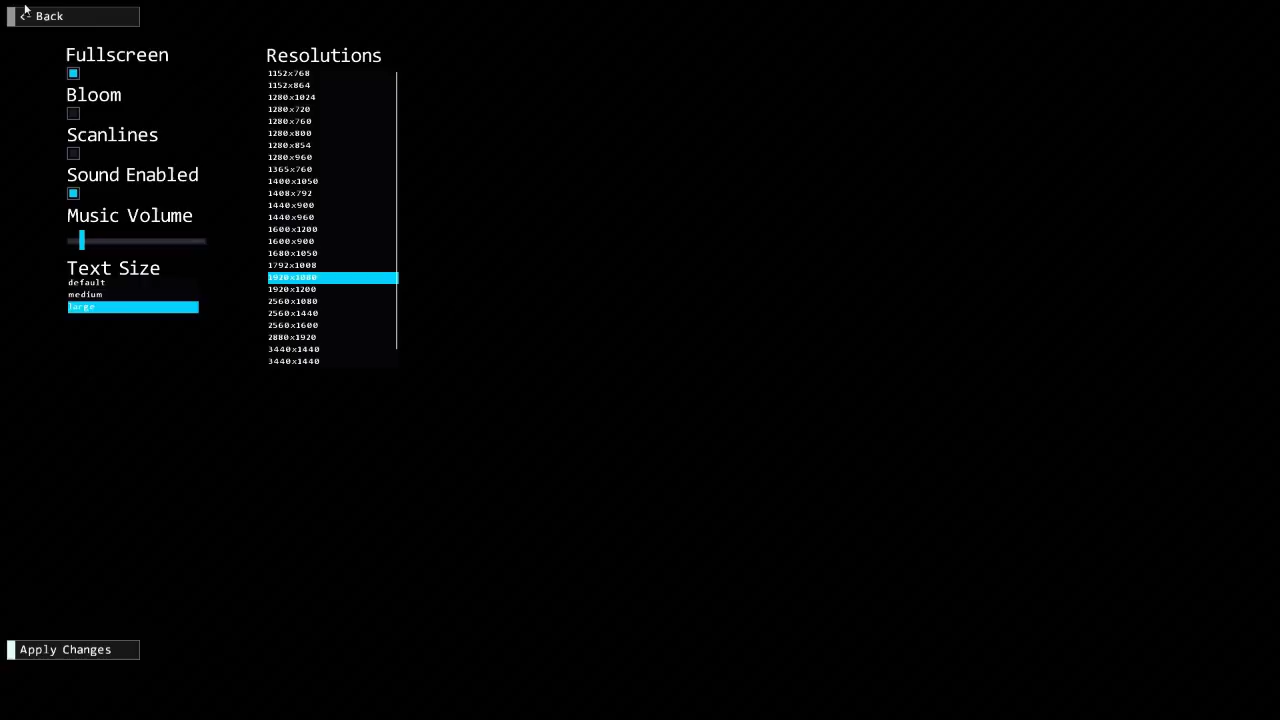 <- Back
Fullscreen
Bloom
Scanlines
Sound Enabled
Music Volume
Text Size
default
medium
large
Resolutions
1152x768
1152x864
1280x1024
1280x720
1280x760
1280x800
1280x854
1280x960
1365x760
1400x1050
1408x792
1440x900
1440x960
1600x1200
1600x900
1680x1050
1792x1008
1920x1080
1920x1200
2560x1080
2560x1440
2560x1600
2880x1920
3440x1440
3440x1440
Apply Changes